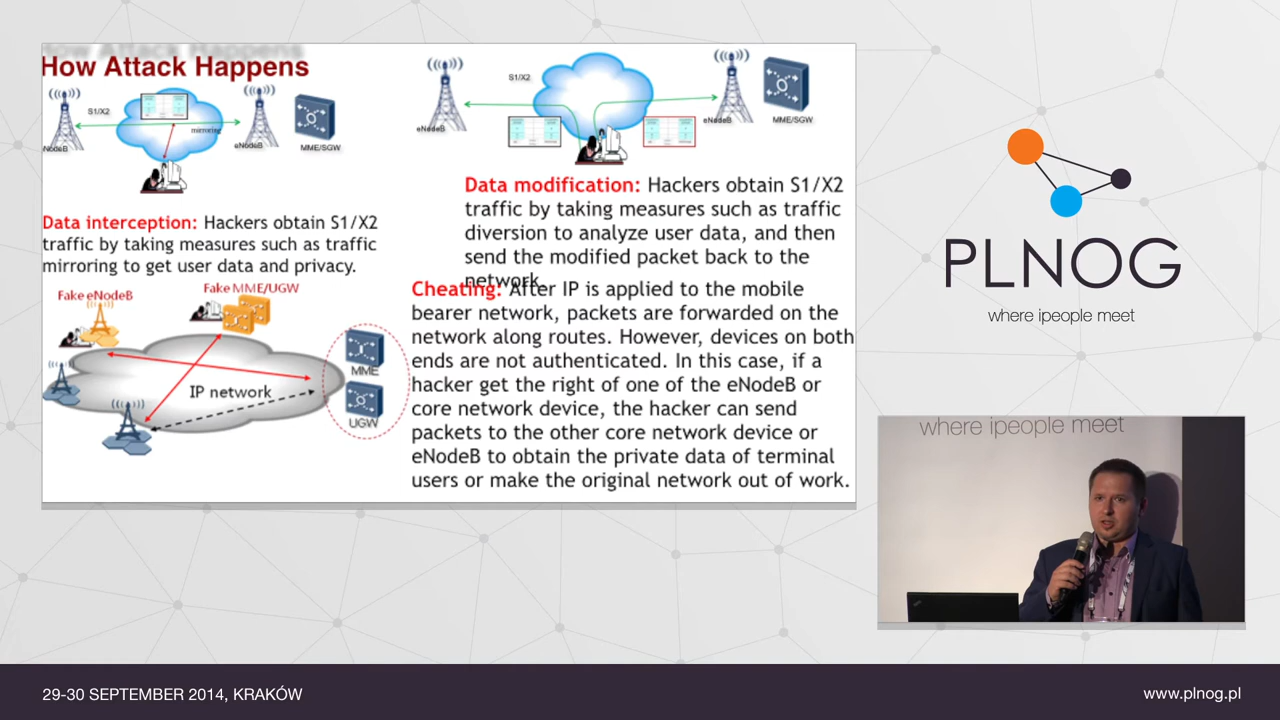 How Attack Happens
How Attack Happens
S1/X2
mirroring
NodeB
eNodeB
MME/SGW
S1/X2
eNodeB
eNodeB
MME/SGW
Data interception: Hackers obtain S1/X2
traffic by taking measures such as traffic
mirroring to get user data and privacy.
Data modification: Hackers obtain S1/X2
traffic by taking measures such as traffic
diversion to analyze user data, and then
send the modified packet back to the
network.
Fake eNodeB
Fake MME/UGW
IP network
MME
UGW
Cheating: After IP is applied to the mobile
bearer network, packets are forwarded on the
network along routes. However, devices on both
ends are not authenticated. In this case, if a
hacker get the right of one of the eNodeB or
core network device, the hacker can send
packets to the other core network device or
eNodeB to obtain the private data of terminal
users or make the original network out of work.
PLNOG
where ipeople meet
where ipeople meet
29-30 SEPTEMBER 2014, KRAKÓW
www.plnog.pl